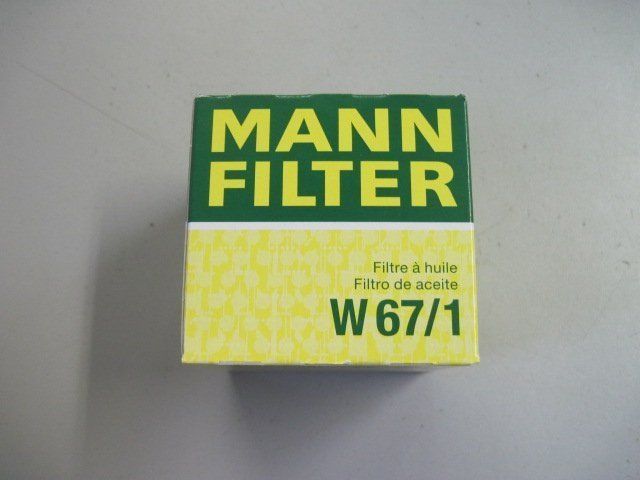 MANN
FILTER
Filtre à huile
Filtro de aceite
W 67/1